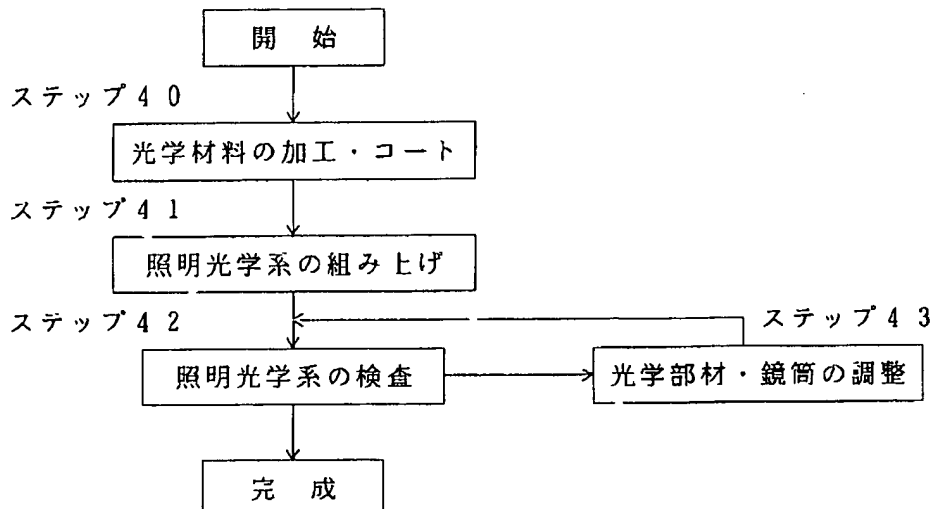 開 始
ステップ40
光学材料の加工・コート
ステップ41
照明光学系の組み上げ
ステップ42
ステップ43
照明光学系の検査
光学部材・鏡筒の調整
完 成